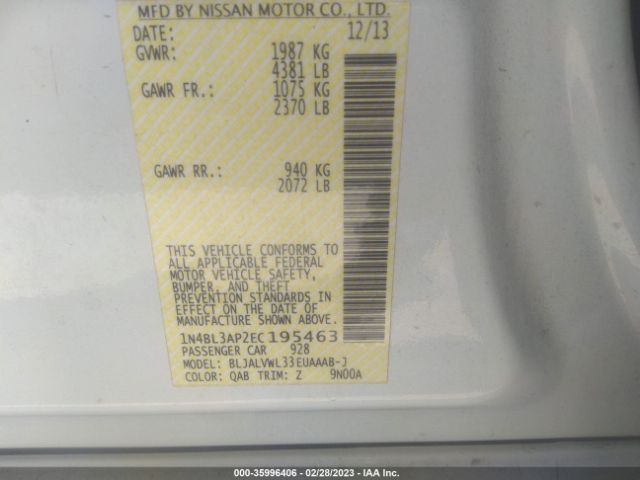 MFD BY NISSAN MOTOR CO., LTD.
DATE: 12/13
GVWR: 1987 KG
4381 LB
GAWR FR.: 1075 KG
2370 LB
GAWR RR.: 940 KG
2072 LB
THIS VEHICLE CONFORMS TO
ALL APPLICABLE FEDERAL
MOTOR VEHICLE SAFETY,
BUMPER, AND THEFT
PREVENTION STANDARDS IN
EFFECT ON THE DATE OF
MANUFACTURE SHOWN ABOVE.
1N4BL3AP2EC195463
PASSENGER CAR 928
MODEL: BLJALVWL33EUAAAB-J
COLOR: QAB TRIM: Z 9N00A
000-35996406 - 02/28/2023 - IAA Inc.